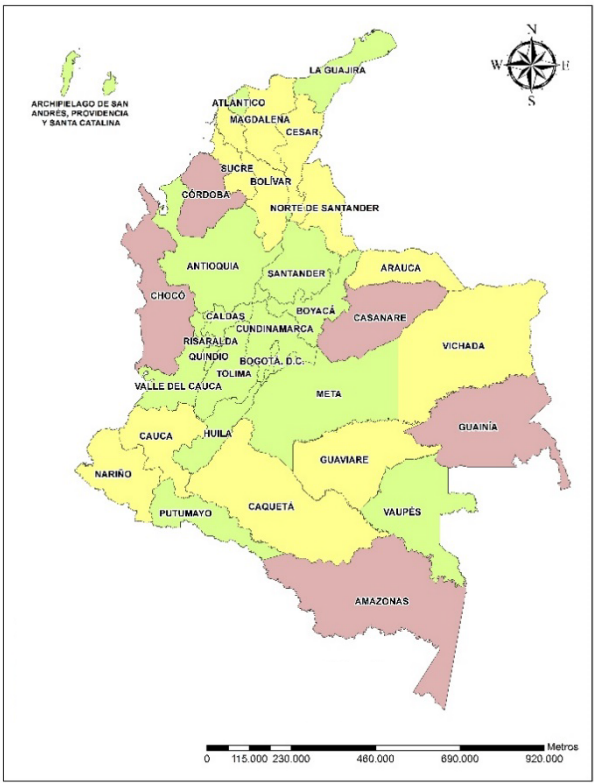 N
W E
S
LA GUAJIRA
ARCHIPIELAGO DE SAN
ANDRÉS, PROVIDENCIA
Y SANTA CATALINA
ATLÁNTICO
MAGDALENA
CESAR
SUCRE
BOLÍVAR
CÓRDOBA
NORTE DE SANTANDER
ANTIOQUIA
SANTANDER
ARAUCA
CHOCÓ
BOYACÁ
CASANARE
CALDAS
CUNDINAMARCA
RISARALDA
QUINDIO
BOGOTÁ, D.C.
VICHADA
TOLIMA
VALLE DEL CAUCA
META
GUAINÍA
CAUCA
HUILA
GUAVIARE
NARIÑO
CAQUETÁ
PUTUMAYO
VAUPÉS
AMAZONAS
Metros
0 115.000 230.000 460.000 690.000 920.000